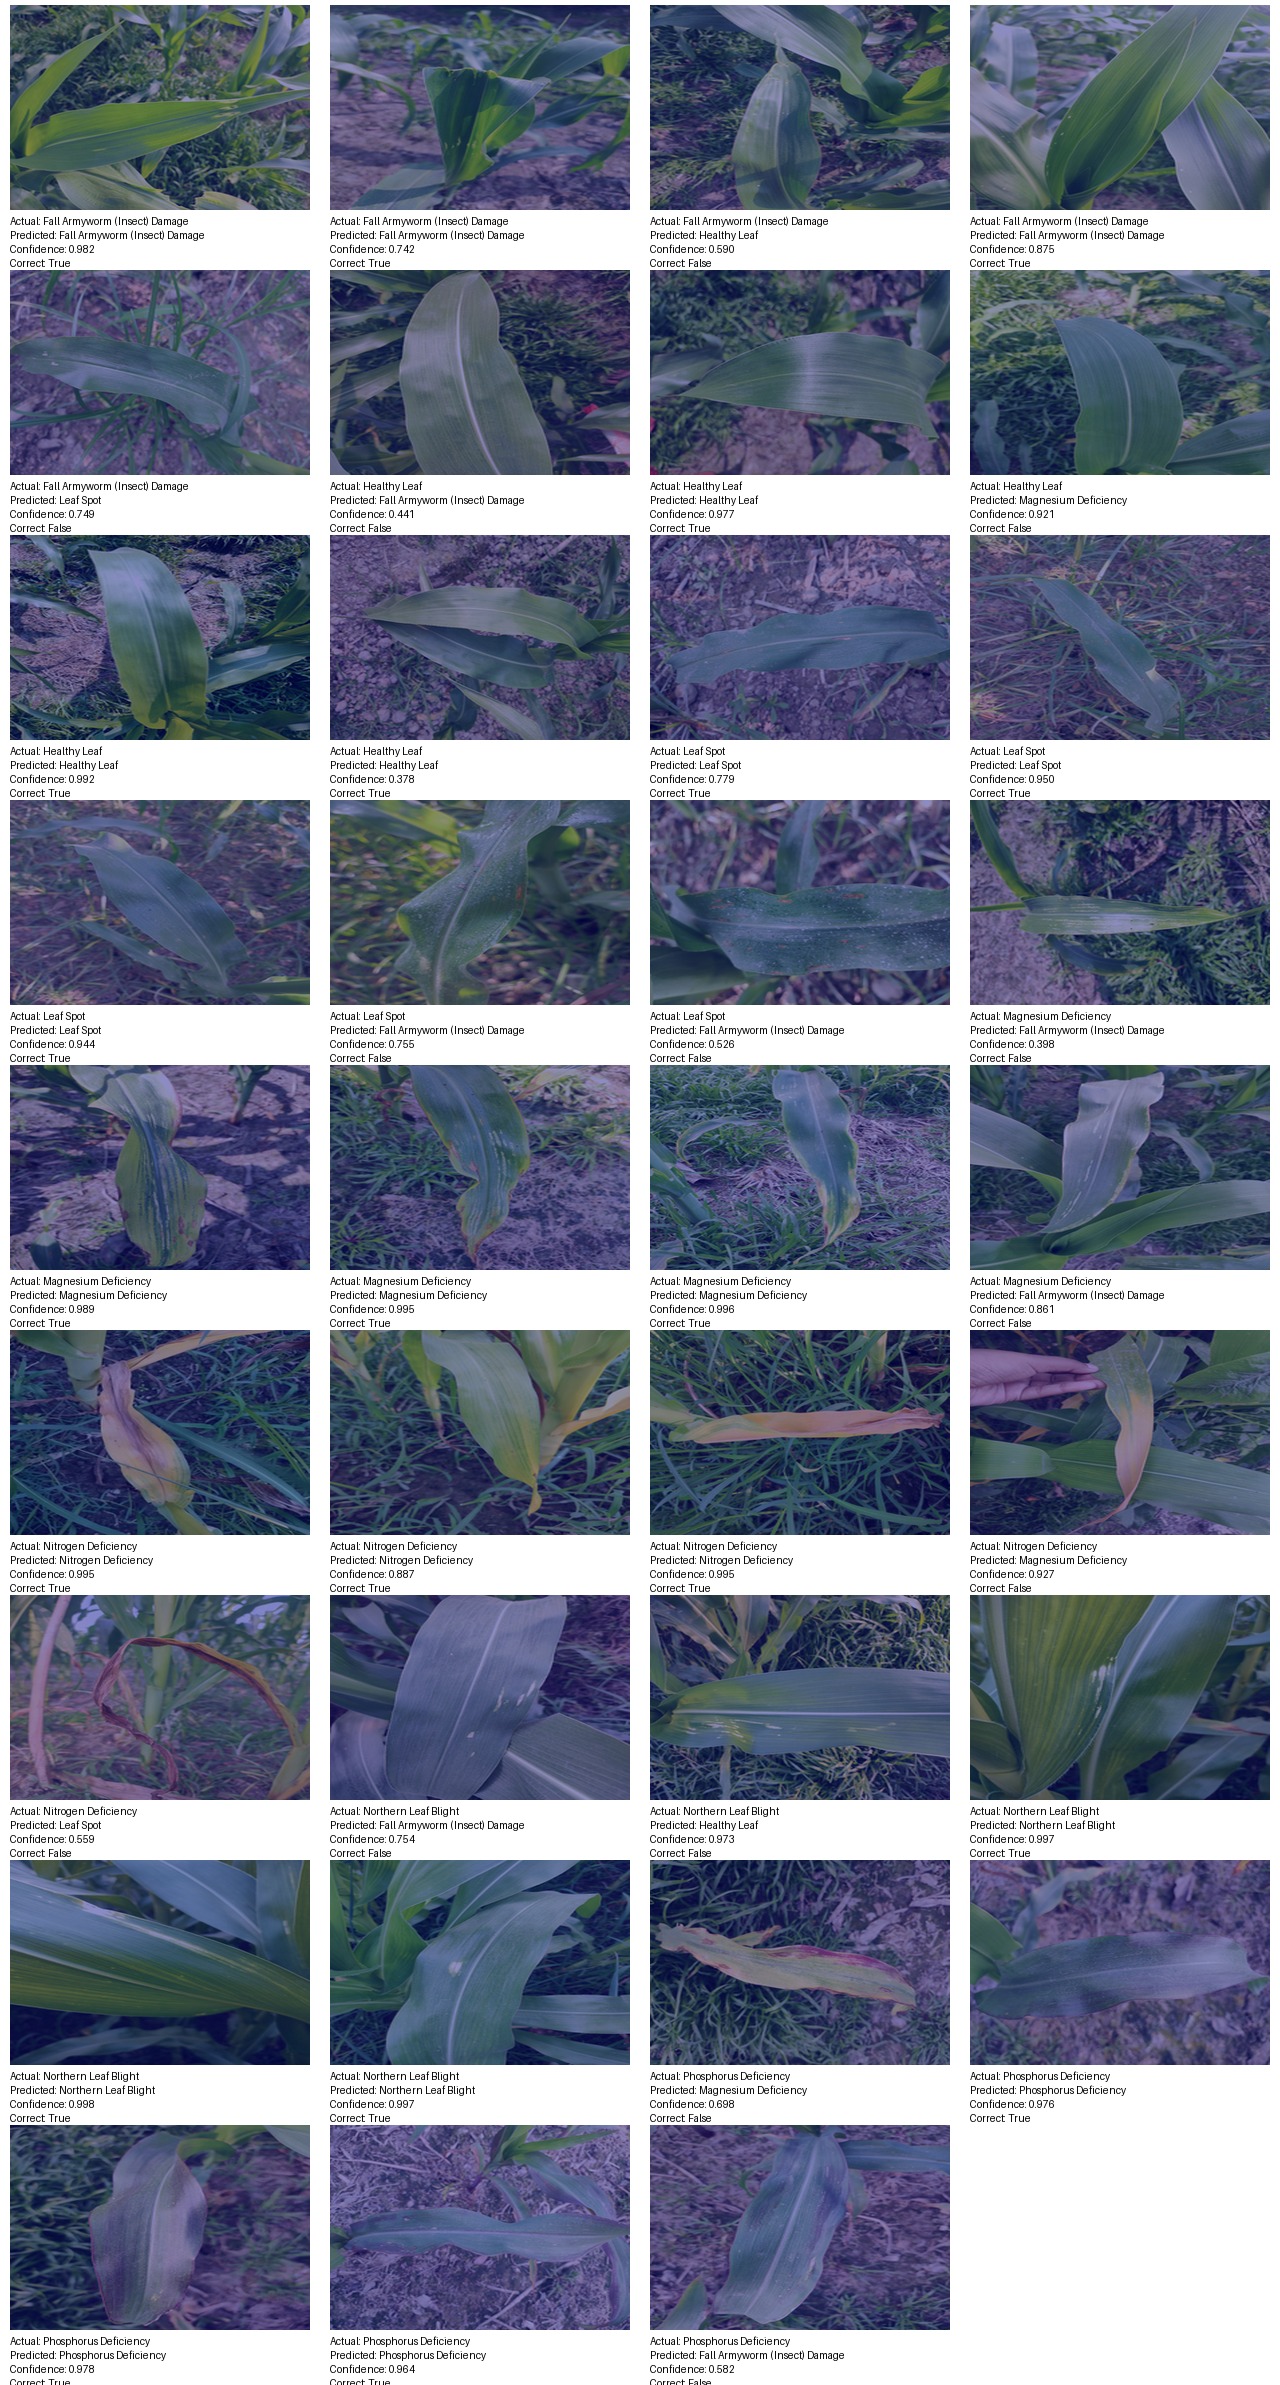 Actual: Fall Armyworm (Insect) Damage
Predicted: Fall Armyworm (Insect) Damage
Confidence: 0.982
Correct: True
Actual: Fall Armyworm (Insect) Damage
Predicted: Fall Armyworm (Insect) Damage
Confidence: 0.742
Correct: True
Actual: Fall Armyworm (Insect) Damage
Predicted: Healthy Leaf
Confidence: 0.590
Correct: False
Actual: Fall Armyworm (Insect) Damage
Predicted: Fall Armyworm (Insect) Damage
Confidence: 0.875
Correct: True
Actual: Fall Armyworm (Insect) Damage
Predicted: Leaf Spot
Confidence: 0.749
Correct: False
Actual: Healthy Leaf
Predicted: Fall Armyworm (Insect) Damage
Confidence: 0.441
Correct: False
Actual: Healthy Leaf
Predicted: Healthy Leaf
Confidence: 0.977
Correct: True
Actual: Healthy Leaf
Predicted: Magnesium Deficiency
Confidence: 0.921
Correct: False
Actual: Healthy Leaf
Predicted: Healthy Leaf
Confidence: 0.992
Correct: True
Actual: Healthy Leaf
Predicted: Healthy Leaf
Confidence: 0.378
Correct: True
Actual: Leaf Spot
Predicted: Leaf Spot
Confidence: 0.779
Correct: True
Actual: Leaf Spot
Predicted: Leaf Spot
Confidence: 0.950
Correct: True
Actual: Leaf Spot
Predicted: Leaf Spot
Confidence: 0.944
Correct: True
Actual: Leaf Spot
Predicted: Fall Armyworm (Insect) Damage
Confidence: 0.755
Correct: False
Actual: Leaf Spot
Predicted: Fall Armyworm (Insect) Damage
Confidence: 0.526
Correct: False
Actual: Magnesium Deficiency
Predicted: Fall Armyworm (Insect) Damage
Confidence: 0.398
Correct: False
Actual: Magnesium Deficiency
Predicted: Magnesium Deficiency
Confidence: 0.989
Correct: True
Actual: Magnesium Deficiency
Predicted: Magnesium Deficiency
Confidence: 0.995
Correct: True
Actual: Magnesium Deficiency
Predicted: Magnesium Deficiency
Confidence: 0.996
Correct: True
Actual: Magnesium Deficiency
Predicted: Fall Armyworm (Insect) Damage
Confidence: 0.861
Correct: False
Actual: Nitrogen Deficiency
Predicted: Nitrogen Deficiency
Confidence: 0.995
Correct: True
Actual: Nitrogen Deficiency
Predicted: Nitrogen Deficiency
Confidence: 0.887
Correct: True
Actual: Nitrogen Deficiency
Predicted: Nitrogen Deficiency
Confidence: 0.995
Correct: True
Actual: Nitrogen Deficiency
Predicted: Magnesium Deficiency
Confidence: 0.927
Correct: False
Actual: Nitrogen Deficiency
Predicted: Leaf Spot
Confidence: 0.559
Correct: False
Actual: Northern Leaf Blight
Predicted: Fall Armyworm (Insect) Damage
Confidence: 0.754
Correct: False
Actual: Northern Leaf Blight
Predicted: Healthy Leaf
Confidence: 0.973
Correct: False
Actual: Northern Leaf Blight
Predicted: Northern Leaf Blight
Confidence: 0.997
Correct: True
Actual: Northern Leaf Blight
Predicted: Northern Leaf Blight
Confidence: 0.998
Correct: True
Actual: Northern Leaf Blight
Predicted: Northern Leaf Blight
Confidence: 0.997
Correct: True
Actual: Phosphorus Deficiency
Predicted: Magnesium Deficiency
Confidence: 0.698
Correct: False
Actual: Phosphorus Deficiency
Predicted: Phosphorus Deficiency
Confidence: 0.976
Correct: True
Actual: Phosphorus Deficiency
Predicted: Phosphorus Deficiency
Confidence: 0.978
Correct: True
Actual: Phosphorus Deficiency
Predicted: Phosphorus Deficiency
Confidence: 0.964
Correct: True
Actual: Phosphorus Deficiency
Predicted: Fall Armyworm (Insect) Damage
Confidence: 0.582
Correct: False